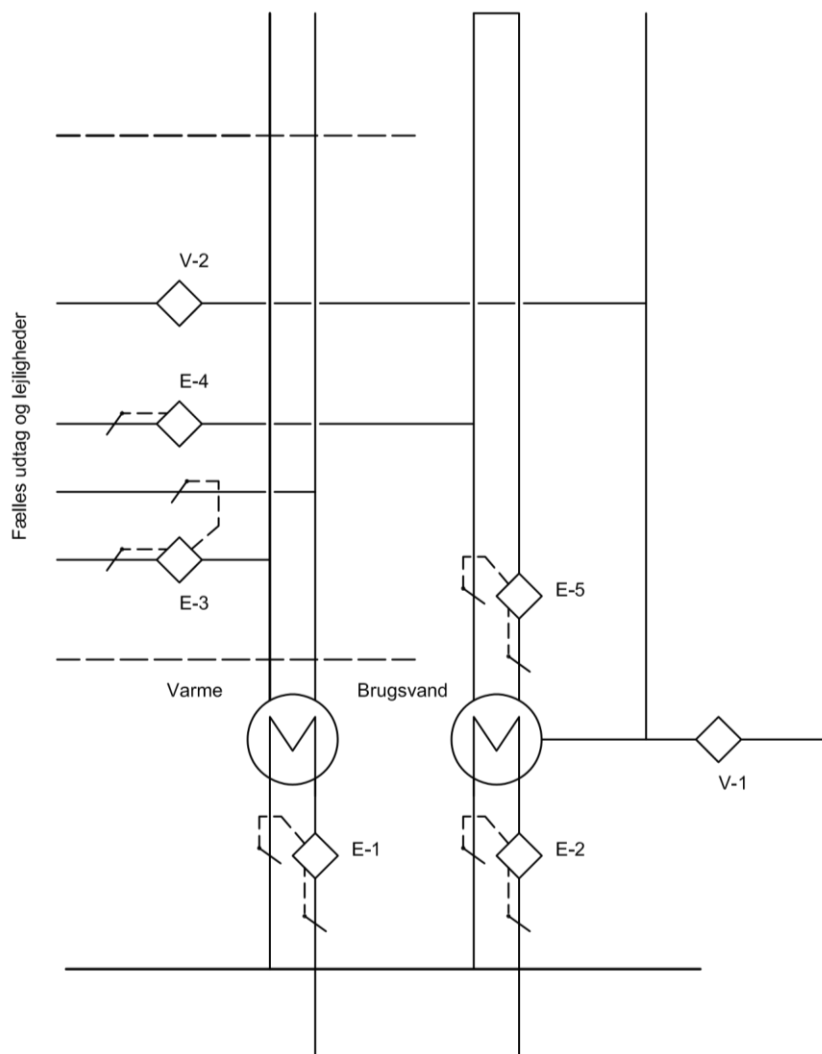 V-2
E-4
Fælles udtag og lejligheder
E-3
E-5
Varme
Brugsvand
V-1
E-1
E-2